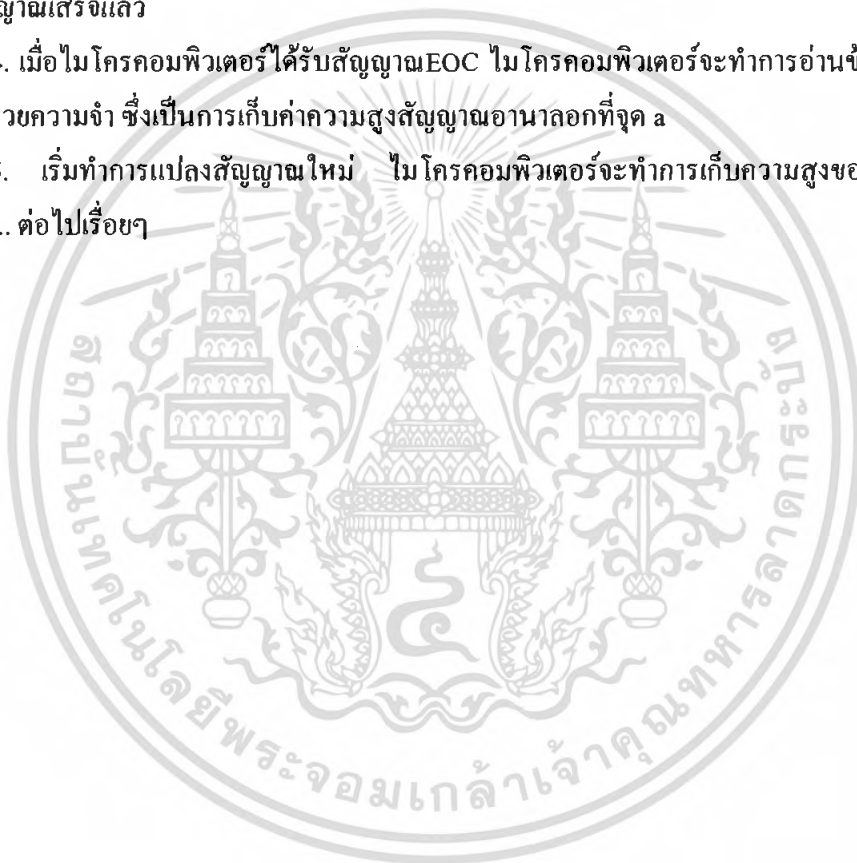 ญาณเสร็จแล้ว
. เมื่อไมโครคอมพิวเตอร์ได้รับสัญญาณEOC ไมโครคอมพิวเตอร์จะทำการอ่านข้
วยความจำ ซึ่งเป็นการเก็บค่าความสูงสัญญาณอานาลอกที่จุด a
. เริ่มทำการแปลงสัญญาณใหม่ ไมโครคอมพิวเตอร์จะทำการเก็บความสูงขอ
.. ต่อไปเรื่อยๆ
สถาบันเทคโนโลยีพระจอมเกล้าเจ้าคุณทหารลาดกระบัง